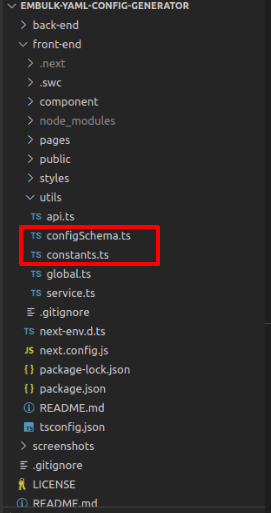 EMBULK-YAML-CONFIG-GENERATOR
back-end
front-end
.next
.swc
component
node_modules
pages
public
styles
utils
TS api.ts
TS configSchema.ts
TS constants.ts
TS global.ts
TS service.ts
.gitignore
TS next-env.d.ts
JS next.config.js
{} package-lock.json
{} package.json
README.md
tsconfig.json
screenshots
.gitignore
LICENSE
README.md